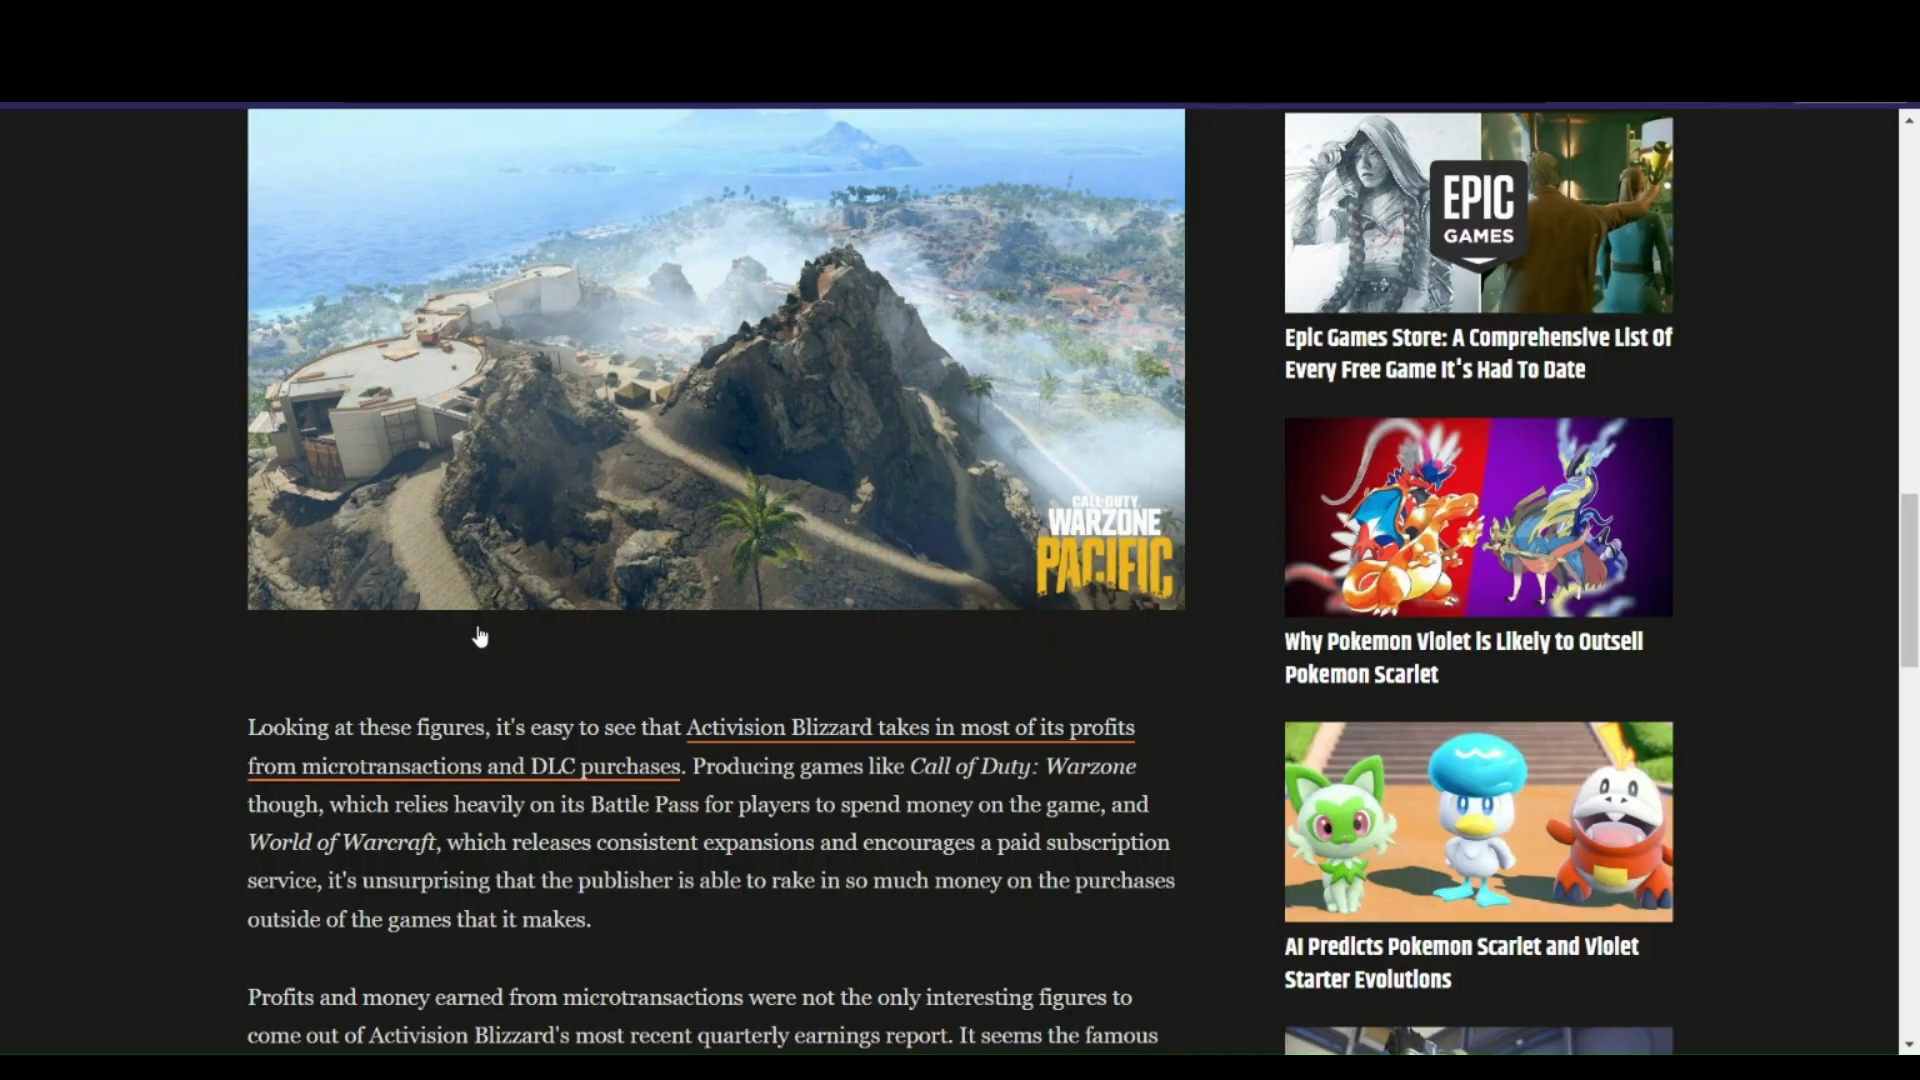 CALL OF DUTY
WARZONE
PACIFIC
Looking at these figures, it's easy to see that Activision Blizzard takes in most of its profits
from microtransactions and DLC purchases. Producing games like Call of Duty: Warzone
though, which relies heavily on its Battle Pass for players to spend money on the game, and
World of Warcraft, which releases consistent expansions and encourages a paid subscription
service, it's unsurprising that the publisher is able to rake in so much money on the purchases
outside of the games that it makes.
Profits and money earned from microtransactions were not the only interesting figures to
come out of Activision Blizzard's most recent quarterly earnings report. It seems the famous
EPIC
GAMES
Epic Games Store: A Comprehensive List Of
Every Free Game It's Had To Date
Why Pokemon Violet is Likely to Outsell
Pokemon Scarlet
AI Predicts Pokemon Scarlet and Violet
Starter Evolutions